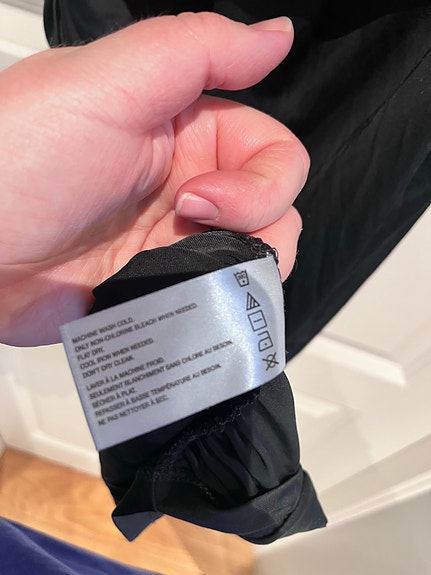 MACHINE WASH COLD.
ONLY NON-CHLORINE BLEACH WHEN NEEDED.
FLAT DRY.
COOL IRON WHEN NEEDED.
DON'T DRY CLEAN.
LAVER À LA MACHINE FROID.
SEULEMENT BLANCHIMENT SANS CHLORE AU BESOIN.
SÉCHER À PLAT.
REPASSER À BASSE TEMPÉRATURE AU BESOIN.
NE PAS NETTOYER À SEC.